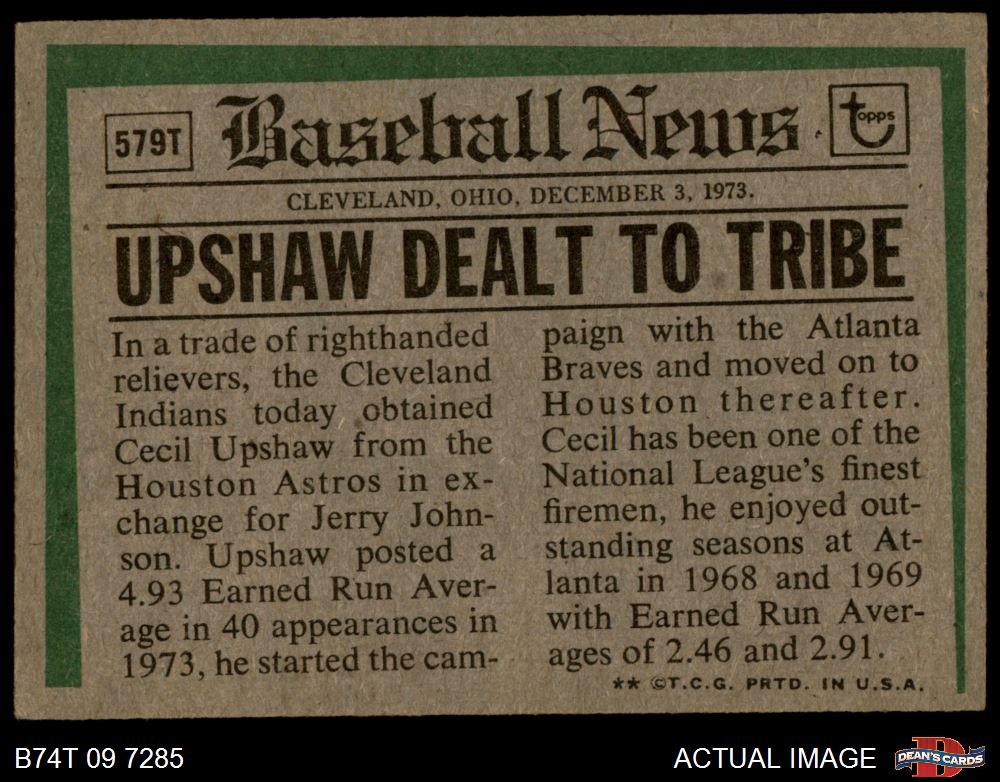 579T
Baseball News
topps
CLEVELAND, OHIO, DECEMBER 3, 1973.
UPSHAW DEALT TO TRIBE
In a trade of righthanded
relievers, the Cleveland
Indians today obtained
Cecil Upshaw from the
Houston Astros in ex-
change for Jerry John-
son. Upshaw posted a
4.93 Earned Run Aver-
age in 40 appearances in
1973, he started the cam-
paign with the Atlanta
Braves and moved on to
Houston thereafter.
Cecil has been one of the
National League's finest
firemen, he enjoyed out-
standing seasons at At-
lanta in 1968 and 1969
with Earned Run Aver-
ages of 2.46 and 2.91.
** ©T.C.G. PRTD. IN U.S.A.
B74T 09 7285
ACTUAL IMAGE
D
DEAN'S CARDS